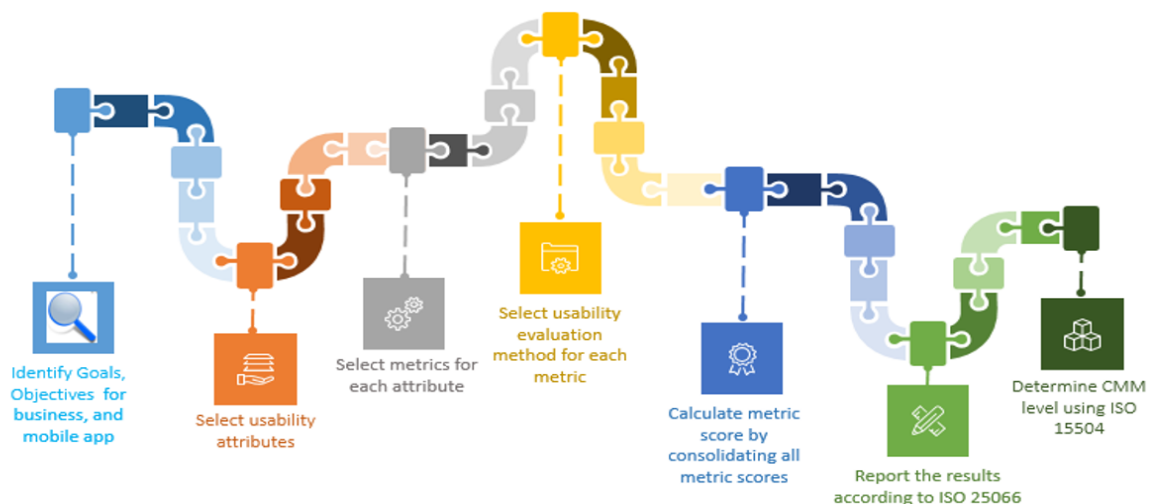 Identify Goals,
Objectives for
business, and
mobile app
Select usability
attributes
Select metrics for
each attribute
Select usability
evaluation
method for each
metric
Calculate metric
score by
consolidating all
metric scores
Report the results
according to ISO 25066
Determine CMM
level using ISO
15504